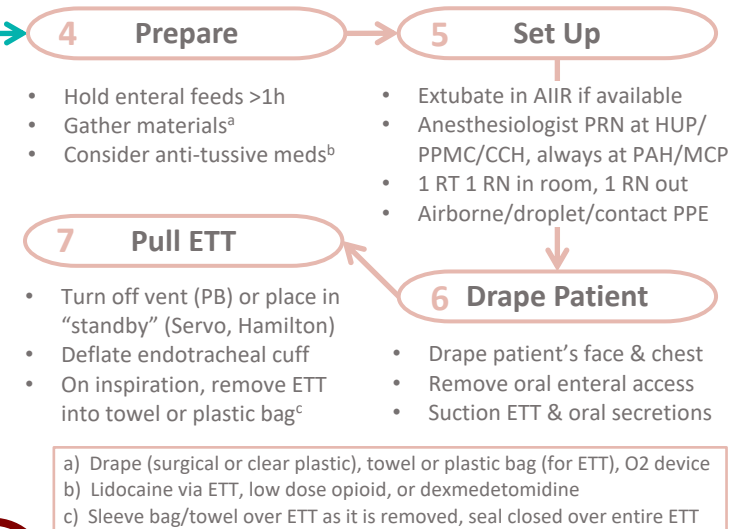 4 Prepare
• Hold enteral feeds >1h
• Gather materialsᵃ
• Consider anti-tussive medsᵇ
5 Set Up
• Extubate in AIIR if available
• Anesthesiologist PRN at HUP/
PPMC/CCH, always at PAH/MCP
• 1 RT 1 RN in room, 1 RN out
• Airborne/droplet/contact PPE
6 Drape Patient
• Drape patient's face & chest
• Remove oral enteral access
• Suction ETT & oral secretions
7 Pull ETT
• Turn off vent (PB) or place in
“standby” (Servo, Hamilton)
• Deflate endotracheal cuff
• On inspiration, remove ETT
into towel or plastic bagᶜ
a) Drape (surgical or clear plastic), towel or plastic bag (for ETT), O2 device
b) Lidocaine via ETT, low dose opioid, or dexmedetomidine
c) Sleeve bag/towel over ETT as it is removed, seal closed over entire ETT